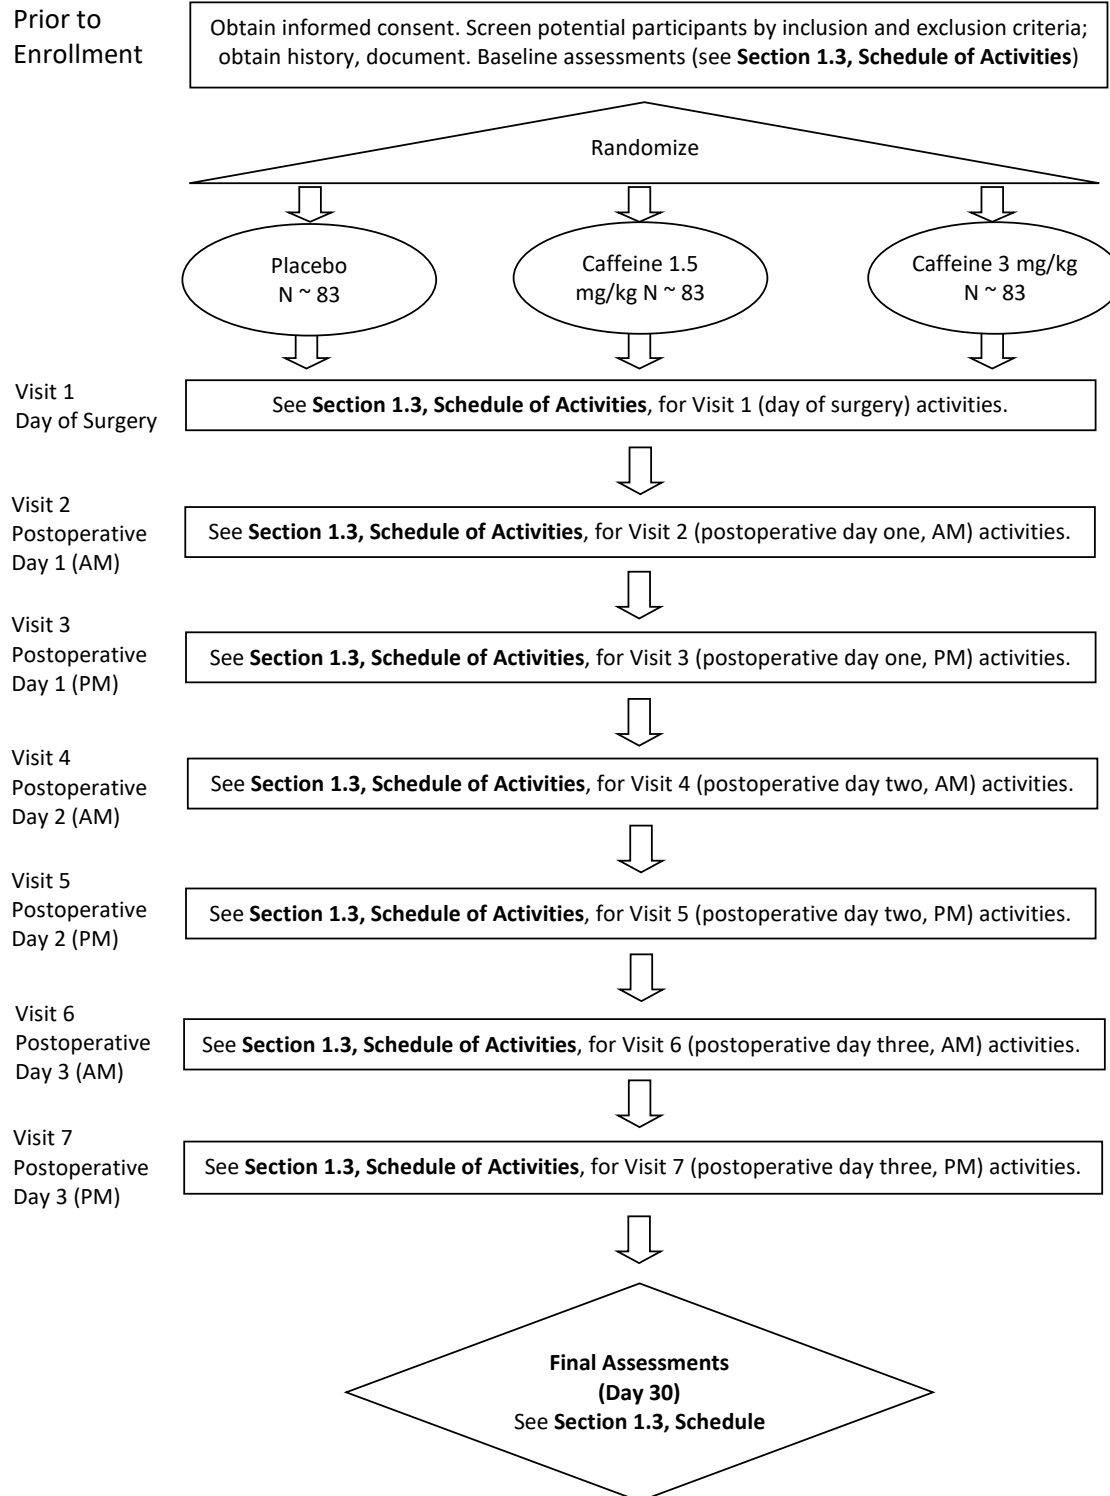 Prior to
Enrollment
Obtain informed consent. Screen potential participants by inclusion and exclusion criteria;
obtain history, document. Baseline assessments (see Section 1.3, Schedule of Activities)
Randomize
Placebo
N ~ 83
Caffeine 1.5
mg/kg N ~ 83
Caffeine 3 mg/kg
N ~ 83
Visit 1
Day of Surgery
See Section 1.3, Schedule of Activities, for Visit 1 (day of surgery) activities.
Visit 2
Postoperative
Day 1 (AM)
See Section 1.3, Schedule of Activities, for Visit 2 (postoperative day one, AM) activities.
Visit 3
Postoperative
Day 1 (PM)
See Section 1.3, Schedule of Activities, for Visit 3 (postoperative day one, PM) activities.
Visit 4
Postoperative
Day 2 (AM)
See Section 1.3, Schedule of Activities, for Visit 4 (postoperative day two, AM) activities.
Visit 5
Postoperative
Day 2 (PM)
See Section 1.3, Schedule of Activities, for Visit 5 (postoperative day two, PM) activities.
Visit 6
Postoperative
Day 3 (AM)
See Section 1.3, Schedule of Activities, for Visit 6 (postoperative day three, AM) activities.
Visit 7
Postoperative
Day 3 (PM)
See Section 1.3, Schedule of Activities, for Visit 7 (postoperative day three, PM) activities.
Final Assessments
(Day 30)
See Section 1.3, Schedule